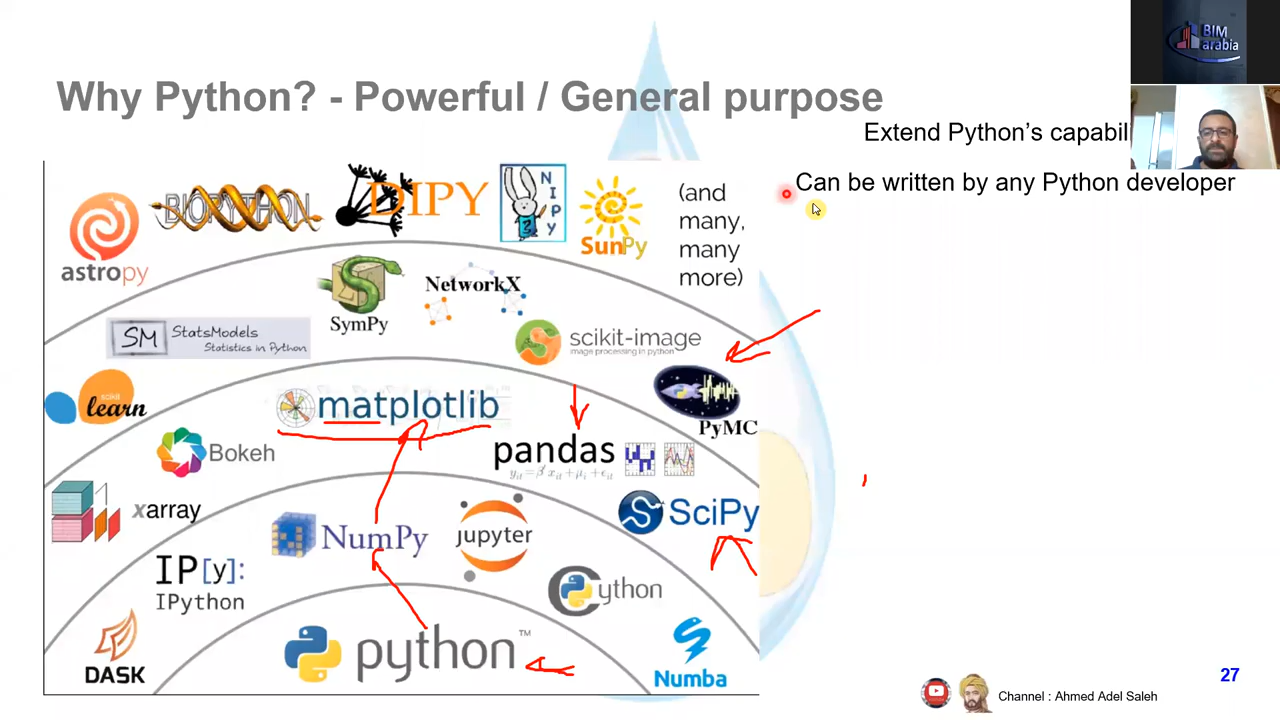 BIM
arabia
Why Python? - Powerful / General purpose
Extend Python's capabil
Can be written by any Python developer
astropy
BIOPYTHON
DIPY
NIPY
SunPy
(and
many,
many
more)
SymPy
NetworkX
SM StatsModels
Statistics in Python
scikit-image
image processing in python
scikit
learn
matplotlib
PyMC
Bokeh
pandas
xarray
NumPy
jupyter
SciPy
IP[y]:
IPython
Cython
DASK
python™
Numba
27
Channel : Ahmed Adel Saleh